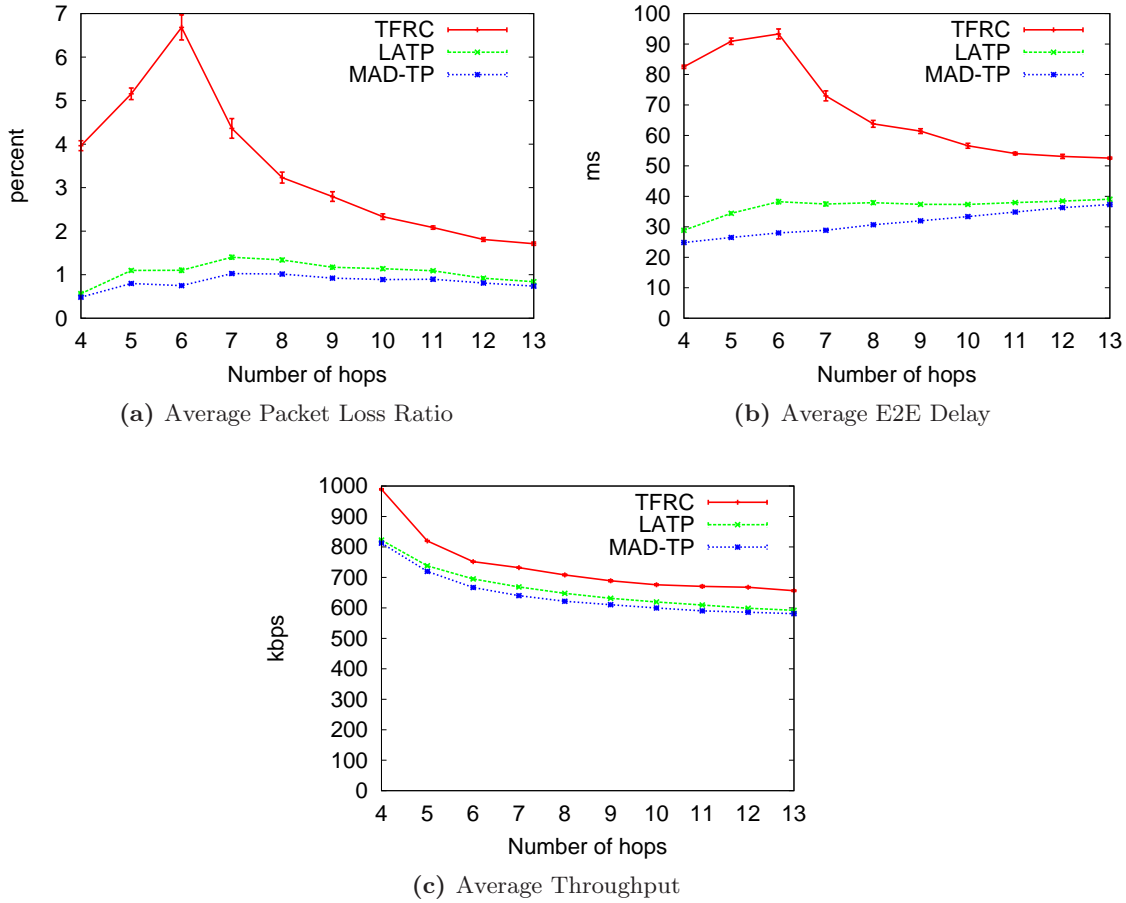 7
6
5
4
3
2
1
0
percent
TFRC
LATP
MAD-TP
4 5 6 7 8 9 10 11 12 13
Number of hops
(a) Average Packet Loss Ratio
100
90
80
70
60
50
40
30
20
10
0
ms
TFRC
LATP
MAD-TP
4 5 6 7 8 9 10 11 12 13
Number of hops
(b) Average E2E Delay
1000
900
800
700
600
500
400
300
200
100
0
kbps
TFRC
LATP
MAD-TP
4 5 6 7 8 9 10 11 12 13
Number of hops
(c) Average Throughput